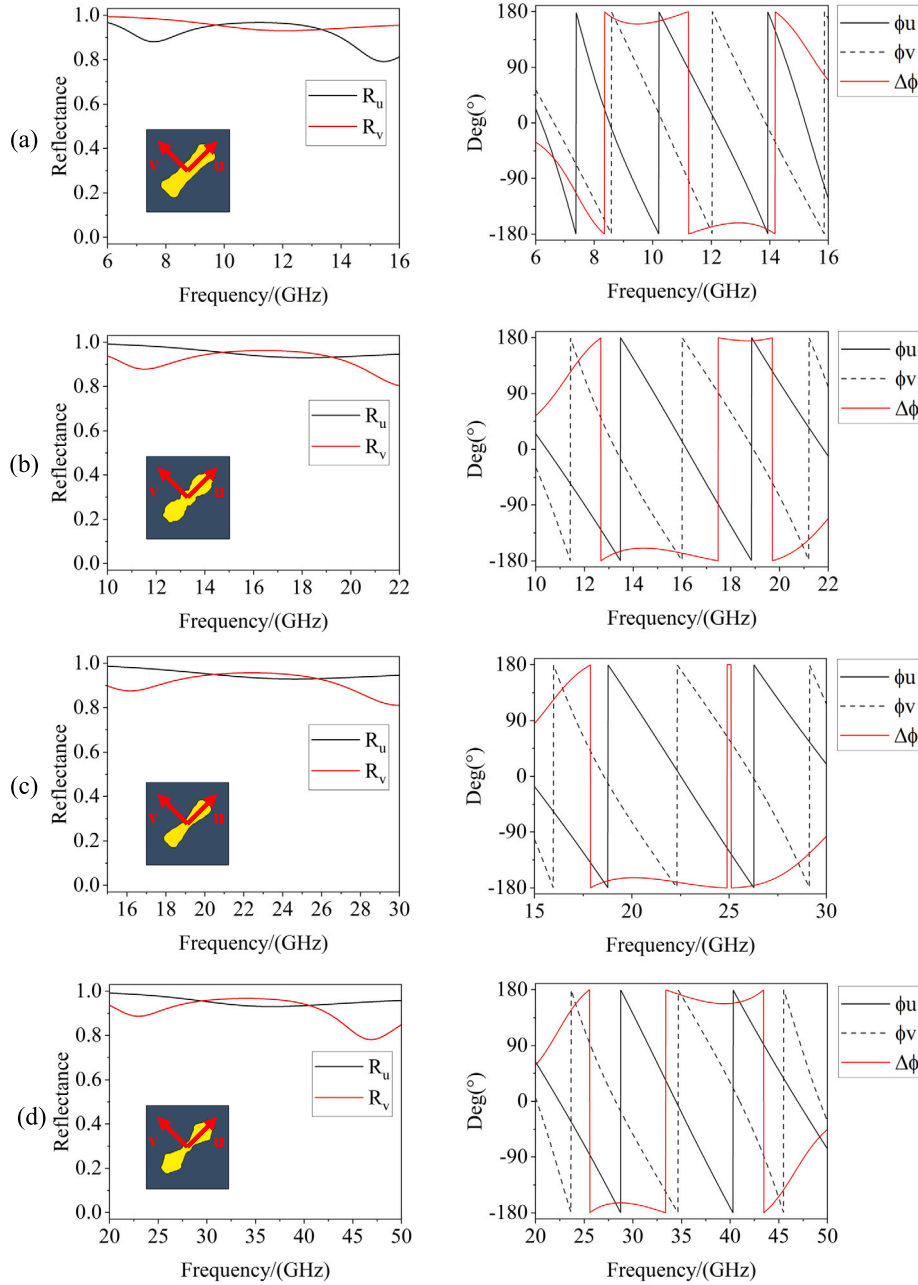 (a)
Reflectance
1.0
0.8
0.6
0.4
0.2
0.0
R_u
R_v
v
u
6 8 10 12 14 16
Frequency/(GHz)
Deg(°)
180
90
0
-90
-180
ϕu
ϕv
Δϕ
6 8 10 12 14 16
Frequency/(GHz)
(b)
Reflectance
1.0
0.8
0.6
0.4
0.2
0.0
R_u
R_v
v
u
10 12 14 16 18 20 22
Frequency/(GHz)
Deg(°)
180
90
0
-90
-180
ϕu
ϕv
Δϕ
10 12 14 16 18 20 22
Frequency/(GHz)
(c)
Reflectance
1.0
0.8
0.6
0.4
0.2
0.0
R_u
R_v
v
u
16 18 20 22 24 26 28 30
Frequency/(GHz)
Deg(°)
180
90
0
-90
-180
ϕu
ϕv
Δϕ
15 20 25 30
Frequency/(GHz)
(d)
Reflectance
1.0
0.8
0.6
0.4
0.2
0.0
R_u
R_v
v
u
20 25 30 35 40 45 50
Frequency/(GHz)
Deg(°)
180
90
0
-90
-180
ϕu
ϕv
Δϕ
20 25 30 35 40 45 50
Frequency/(GHz)